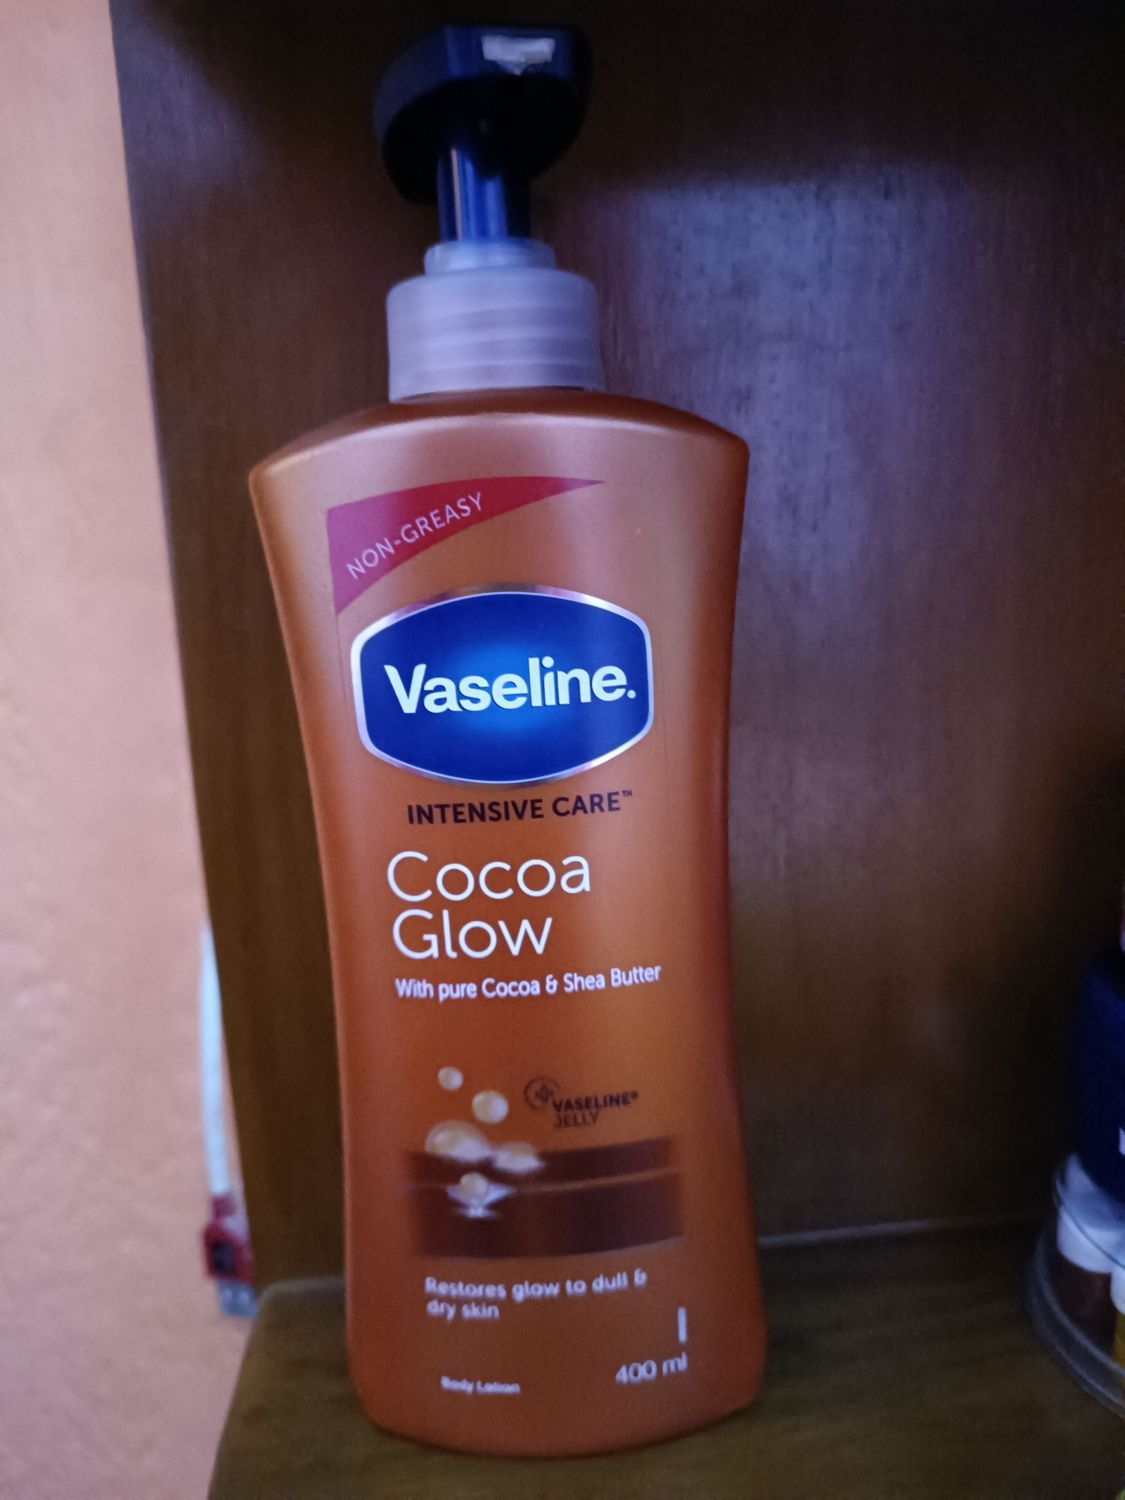 NON-GREASY
Vaseline.
INTENSIVE CARE™
Cocoa
Glow
With pure Cocoa & Shea Butter
VASELINE®
JELLY
Restores glow to dull &
dry skin
400 ml
Body Lotion